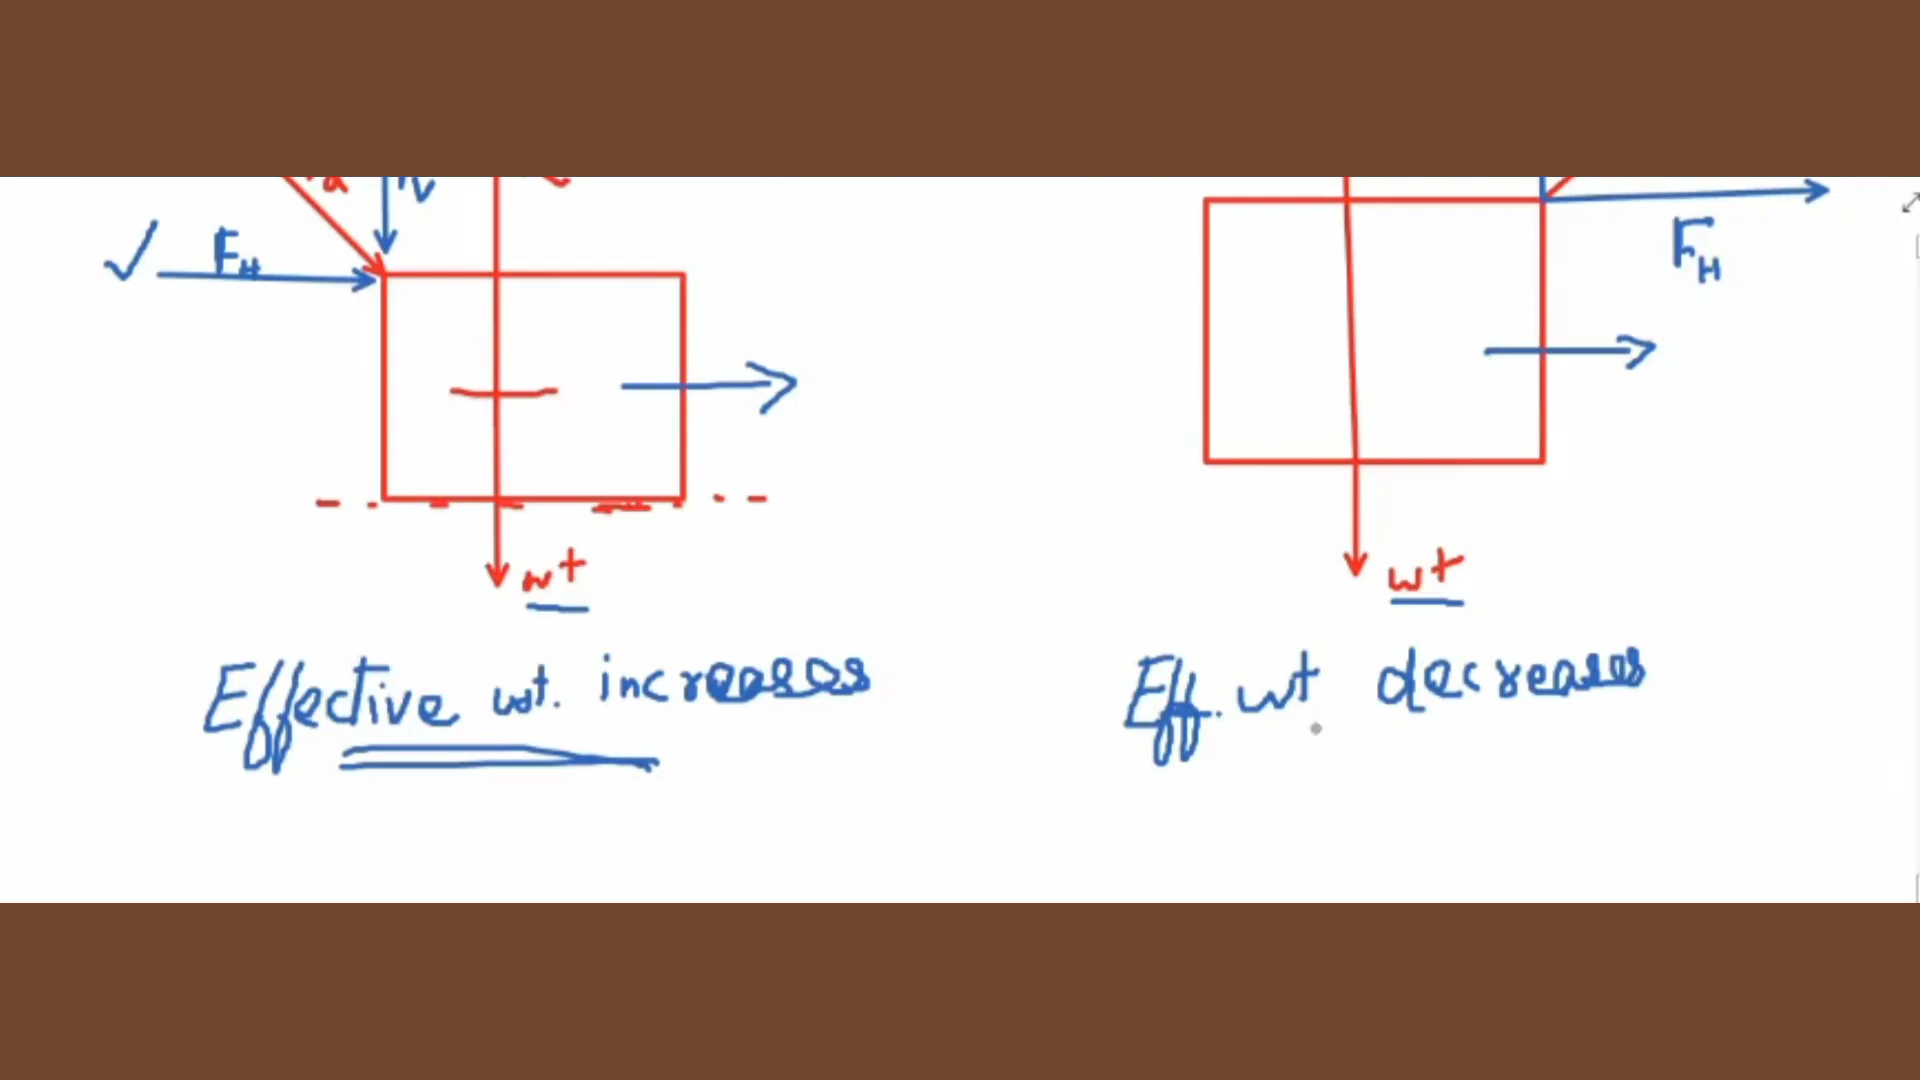 F_H
F_H
wt
wt
Effective wt. increases
Eff. wt decreases